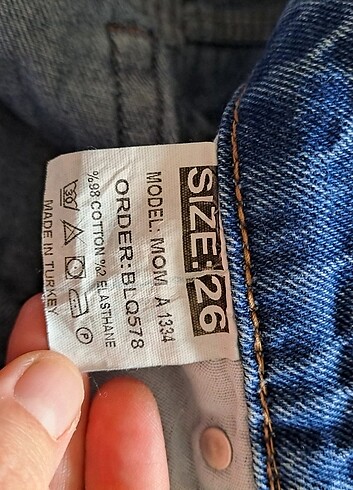 SIZE: 26
MODEL: MOM A 1334
ORDER:BLQ578
%98 COTTON %2 ELASTHANE
P
MADE IN TURKEY